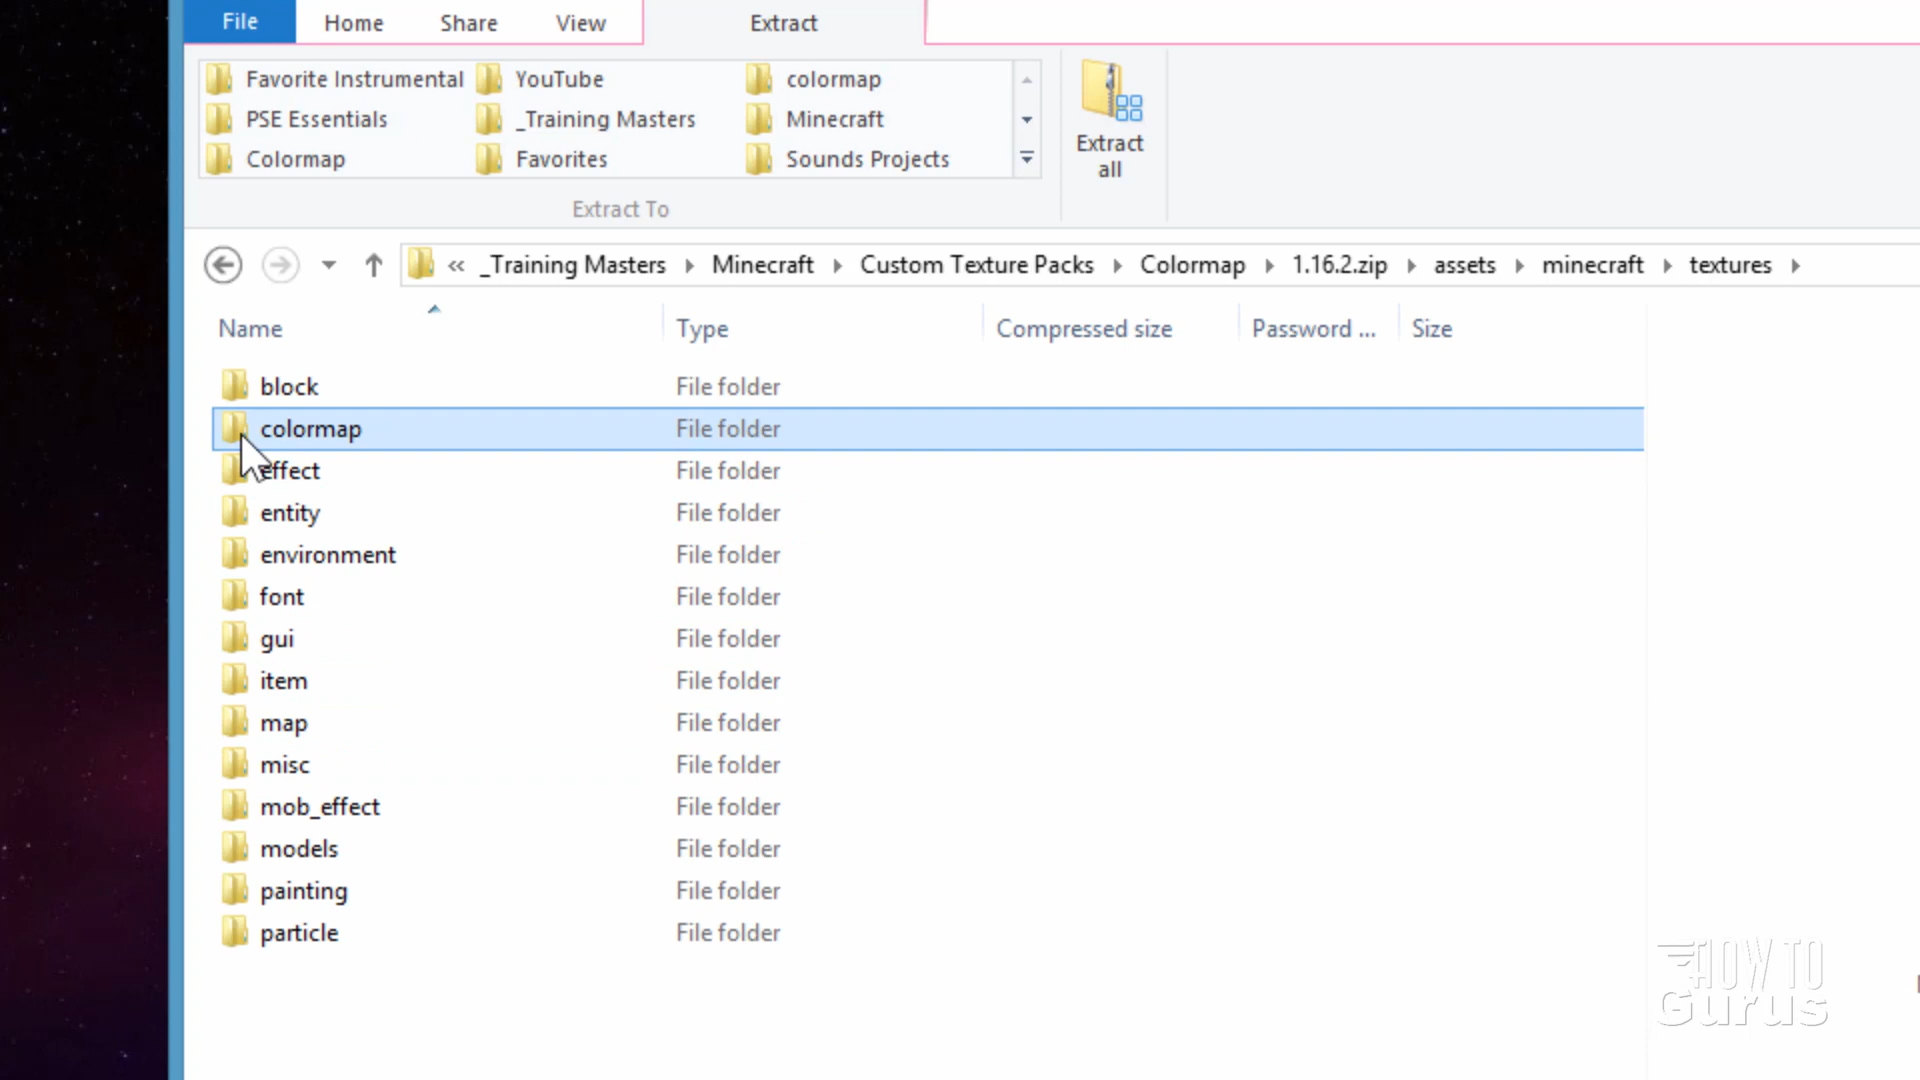 File Home Share View Extract
Favorite Instrumental YouTube colormap
PSE Essentials _Training Masters Minecraft
Colormap Favorites Sounds Projects
Extract all
Extract To
« _Training Masters Minecraft Custom Texture Packs Colormap 1.16.2.zip assets minecraft textures
Name Type Compressed size Password ... Size
block File folder
colormap File folder
effect File folder
entity File folder
environment File folder
font File folder
gui File folder
item File folder
map File folder
misc File folder
mob_effect File folder
models File folder
painting File folder
particle File folder
HOW TO
Gurus